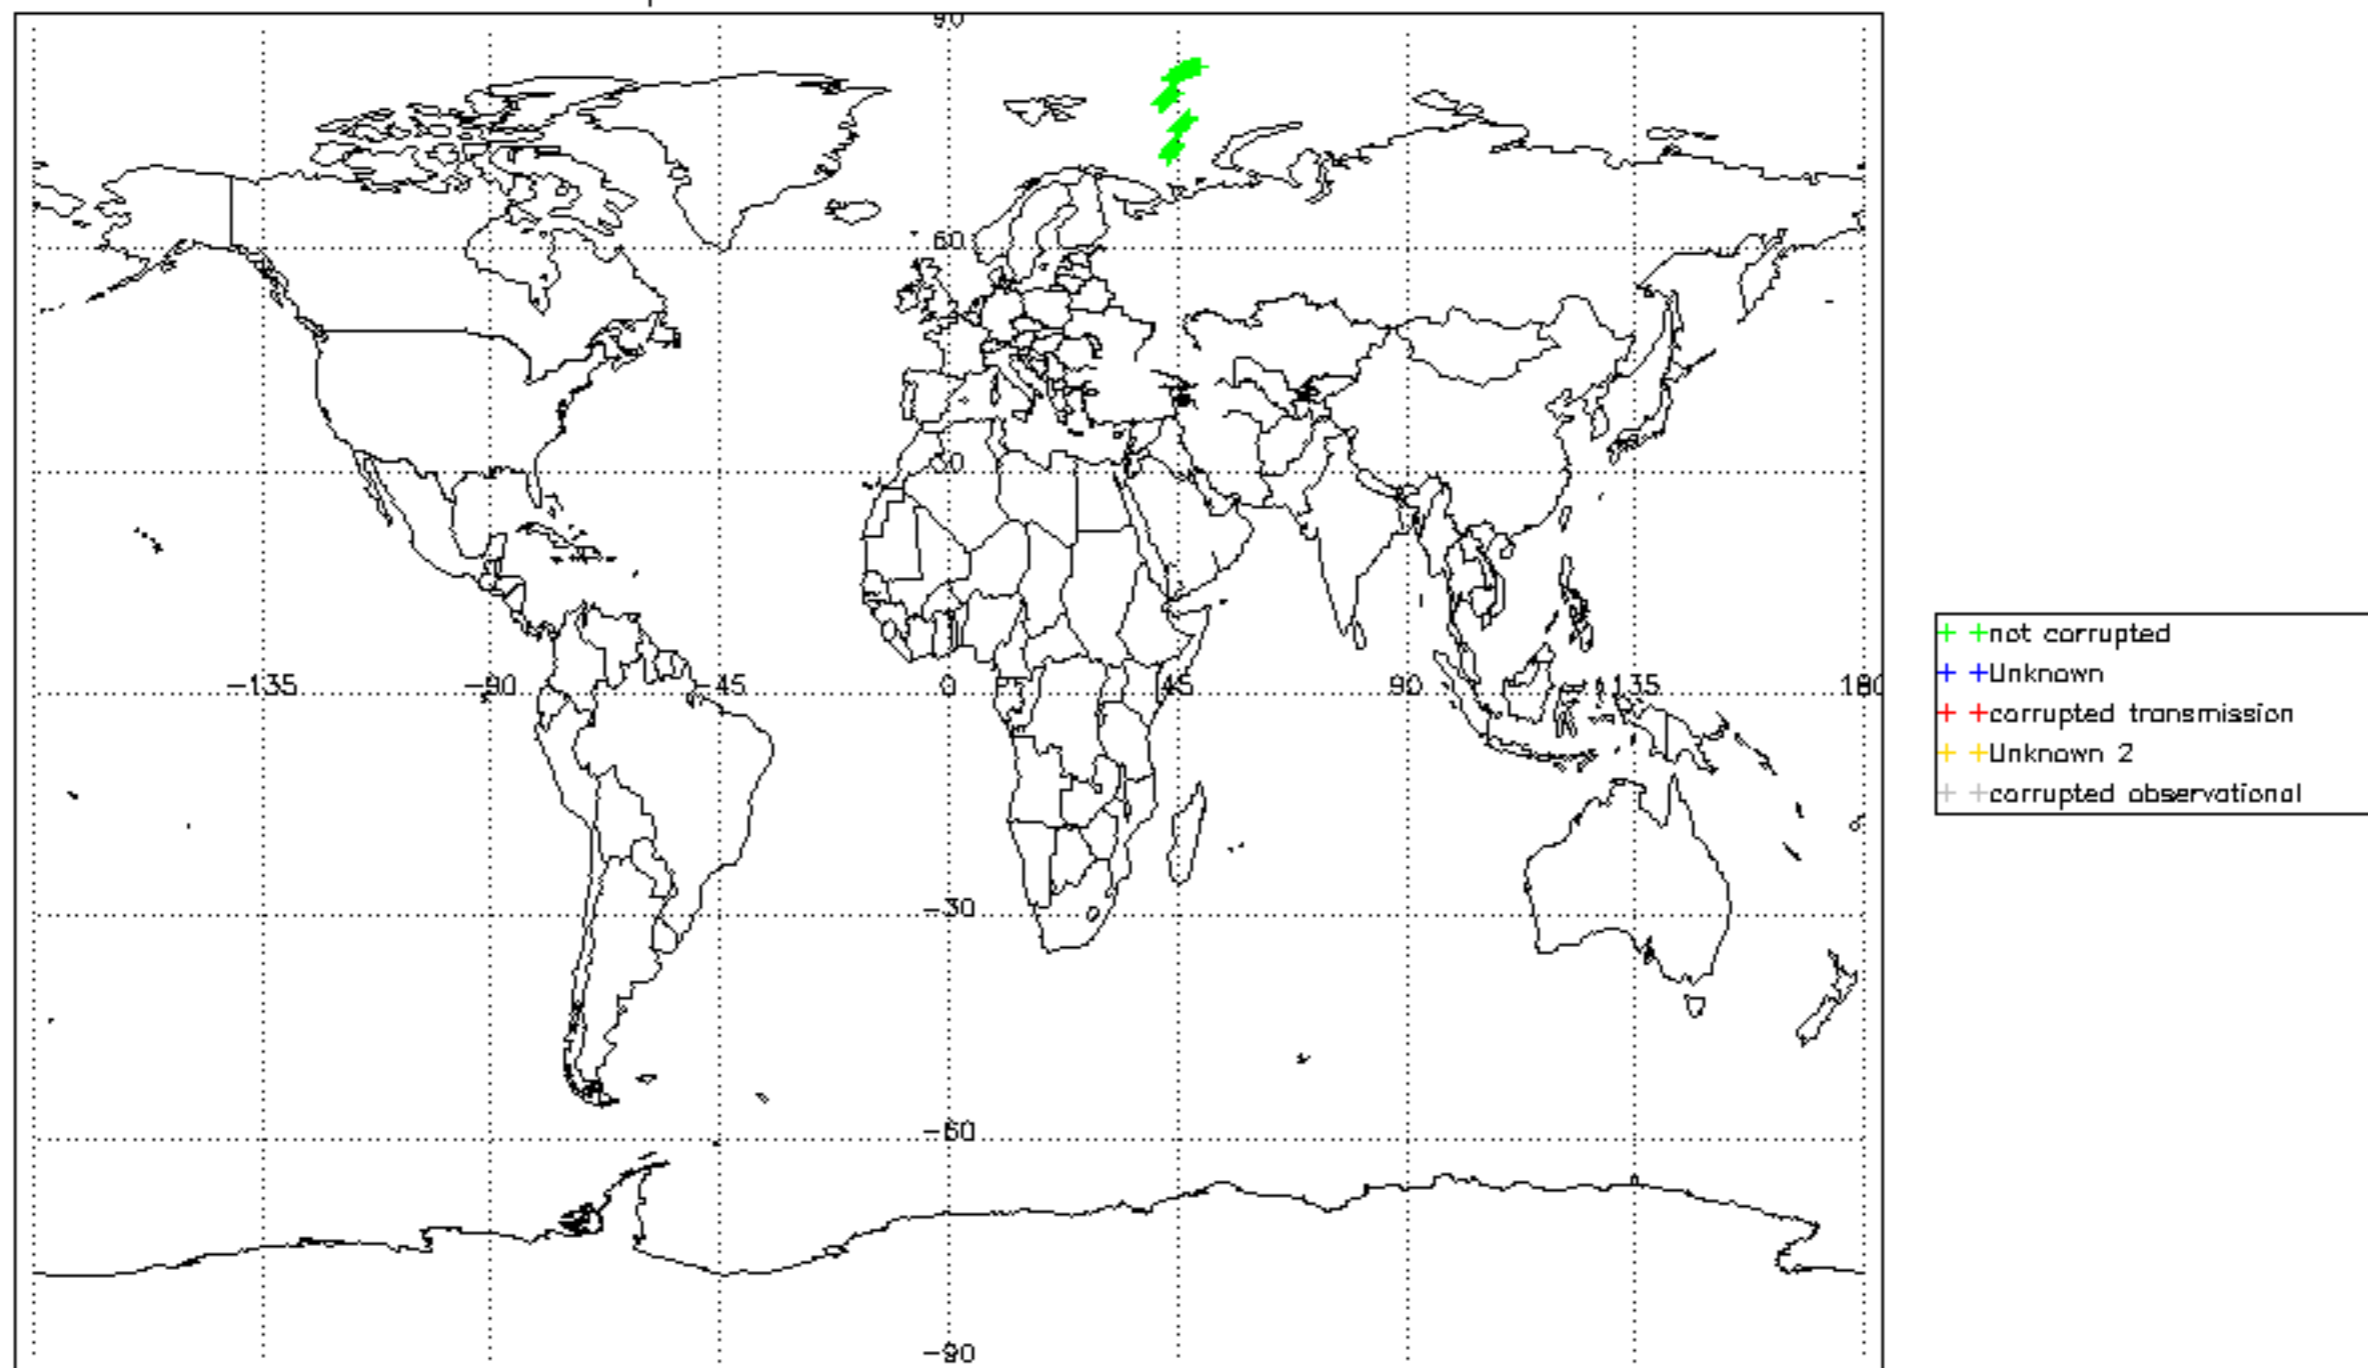 90
60
30
-135 -90 -45 0 45 90 135 180
-30
-60
-90
not corrupted
Unknown
corrupted transmission
Unknown 2
corrupted observational